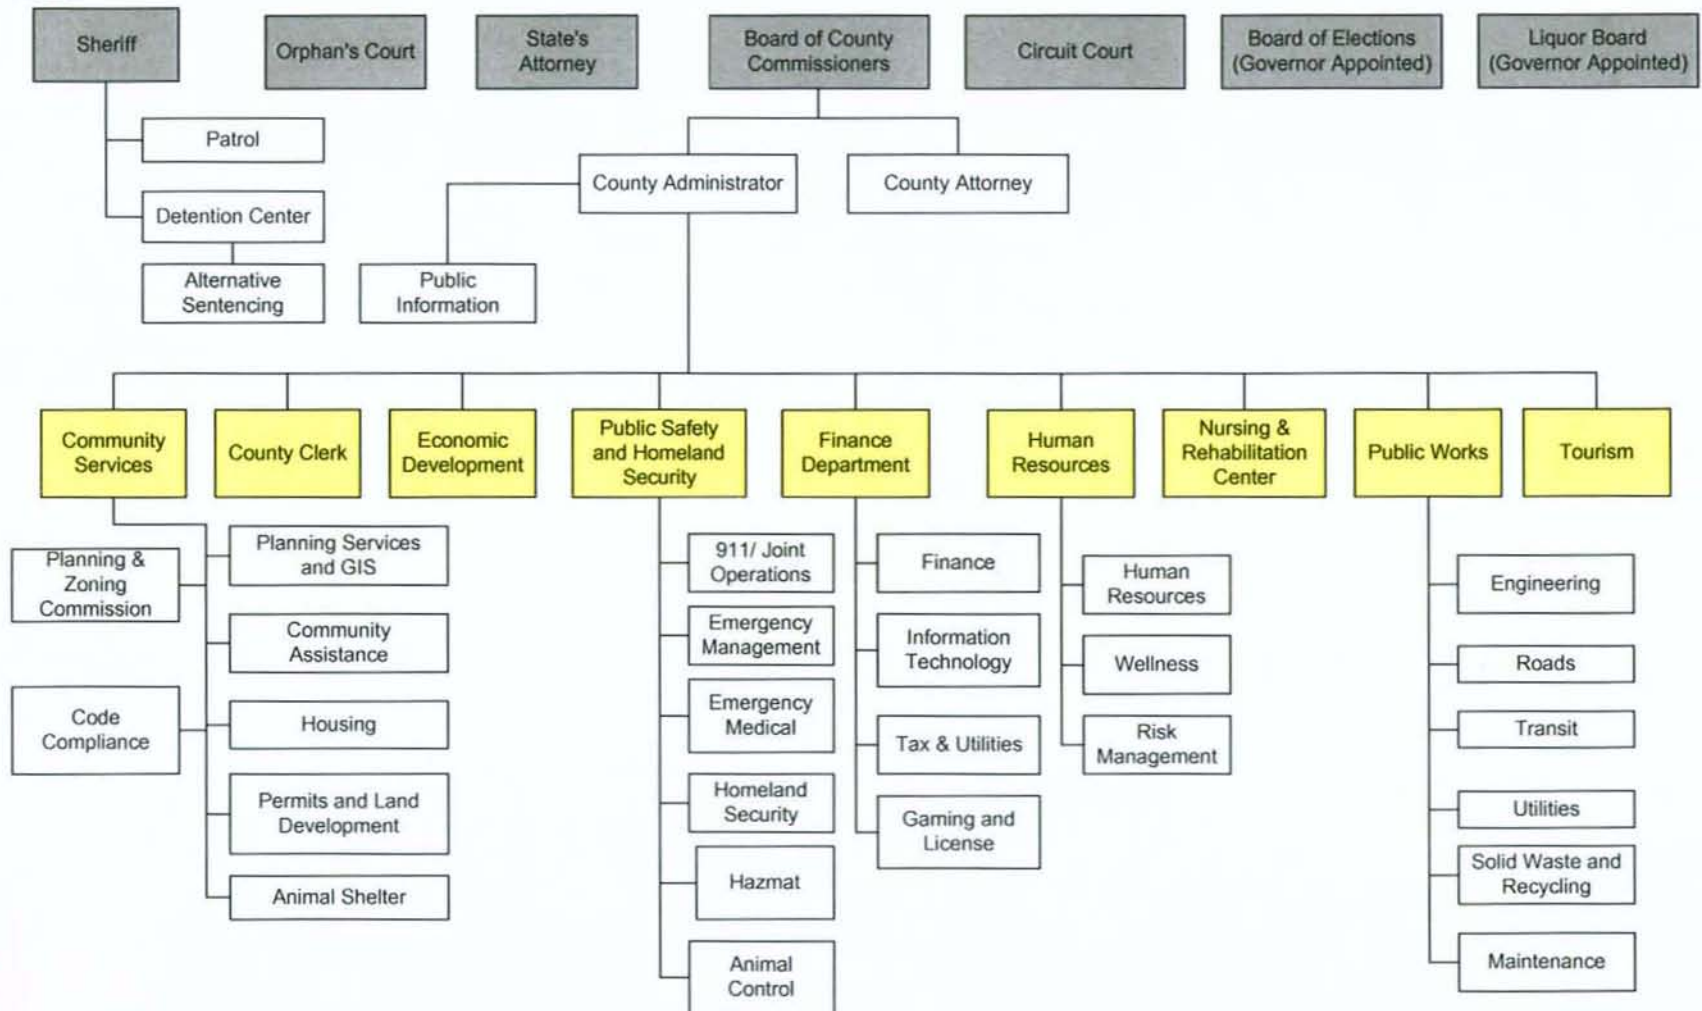 Sheriff
Orphan's Court
State's
Attorney
Board of County
Commissioners
Circuit Court
Board of Elections
(Governor Appointed)
Liquor Board
(Governor Appointed)
Patrol
Detention Center
Alternative
Sentencing
County Administrator
County Attorney
Public
Information
Community
Services
County Clerk
Economic
Development
Public Safety
and Homeland
Security
Finance
Department
Human
Resources
Nursing &
Rehabilitation
Center
Public Works
Tourism
Planning &
Zoning
Commission
Code
Compliance
Planning Services
and GIS
Community
Assistance
Housing
Permits and Land
Development
Animal Shelter
911/ Joint
Operations
Emergency
Management
Emergency
Medical
Homeland
Security
Hazmat
Animal
Control
Finance
Information
Technology
Tax & Utilities
Gaming and
License
Human
Resources
Wellness
Risk
Management
Engineering
Roads
Transit
Utilities
Solid Waste and
Recycling
Maintenance